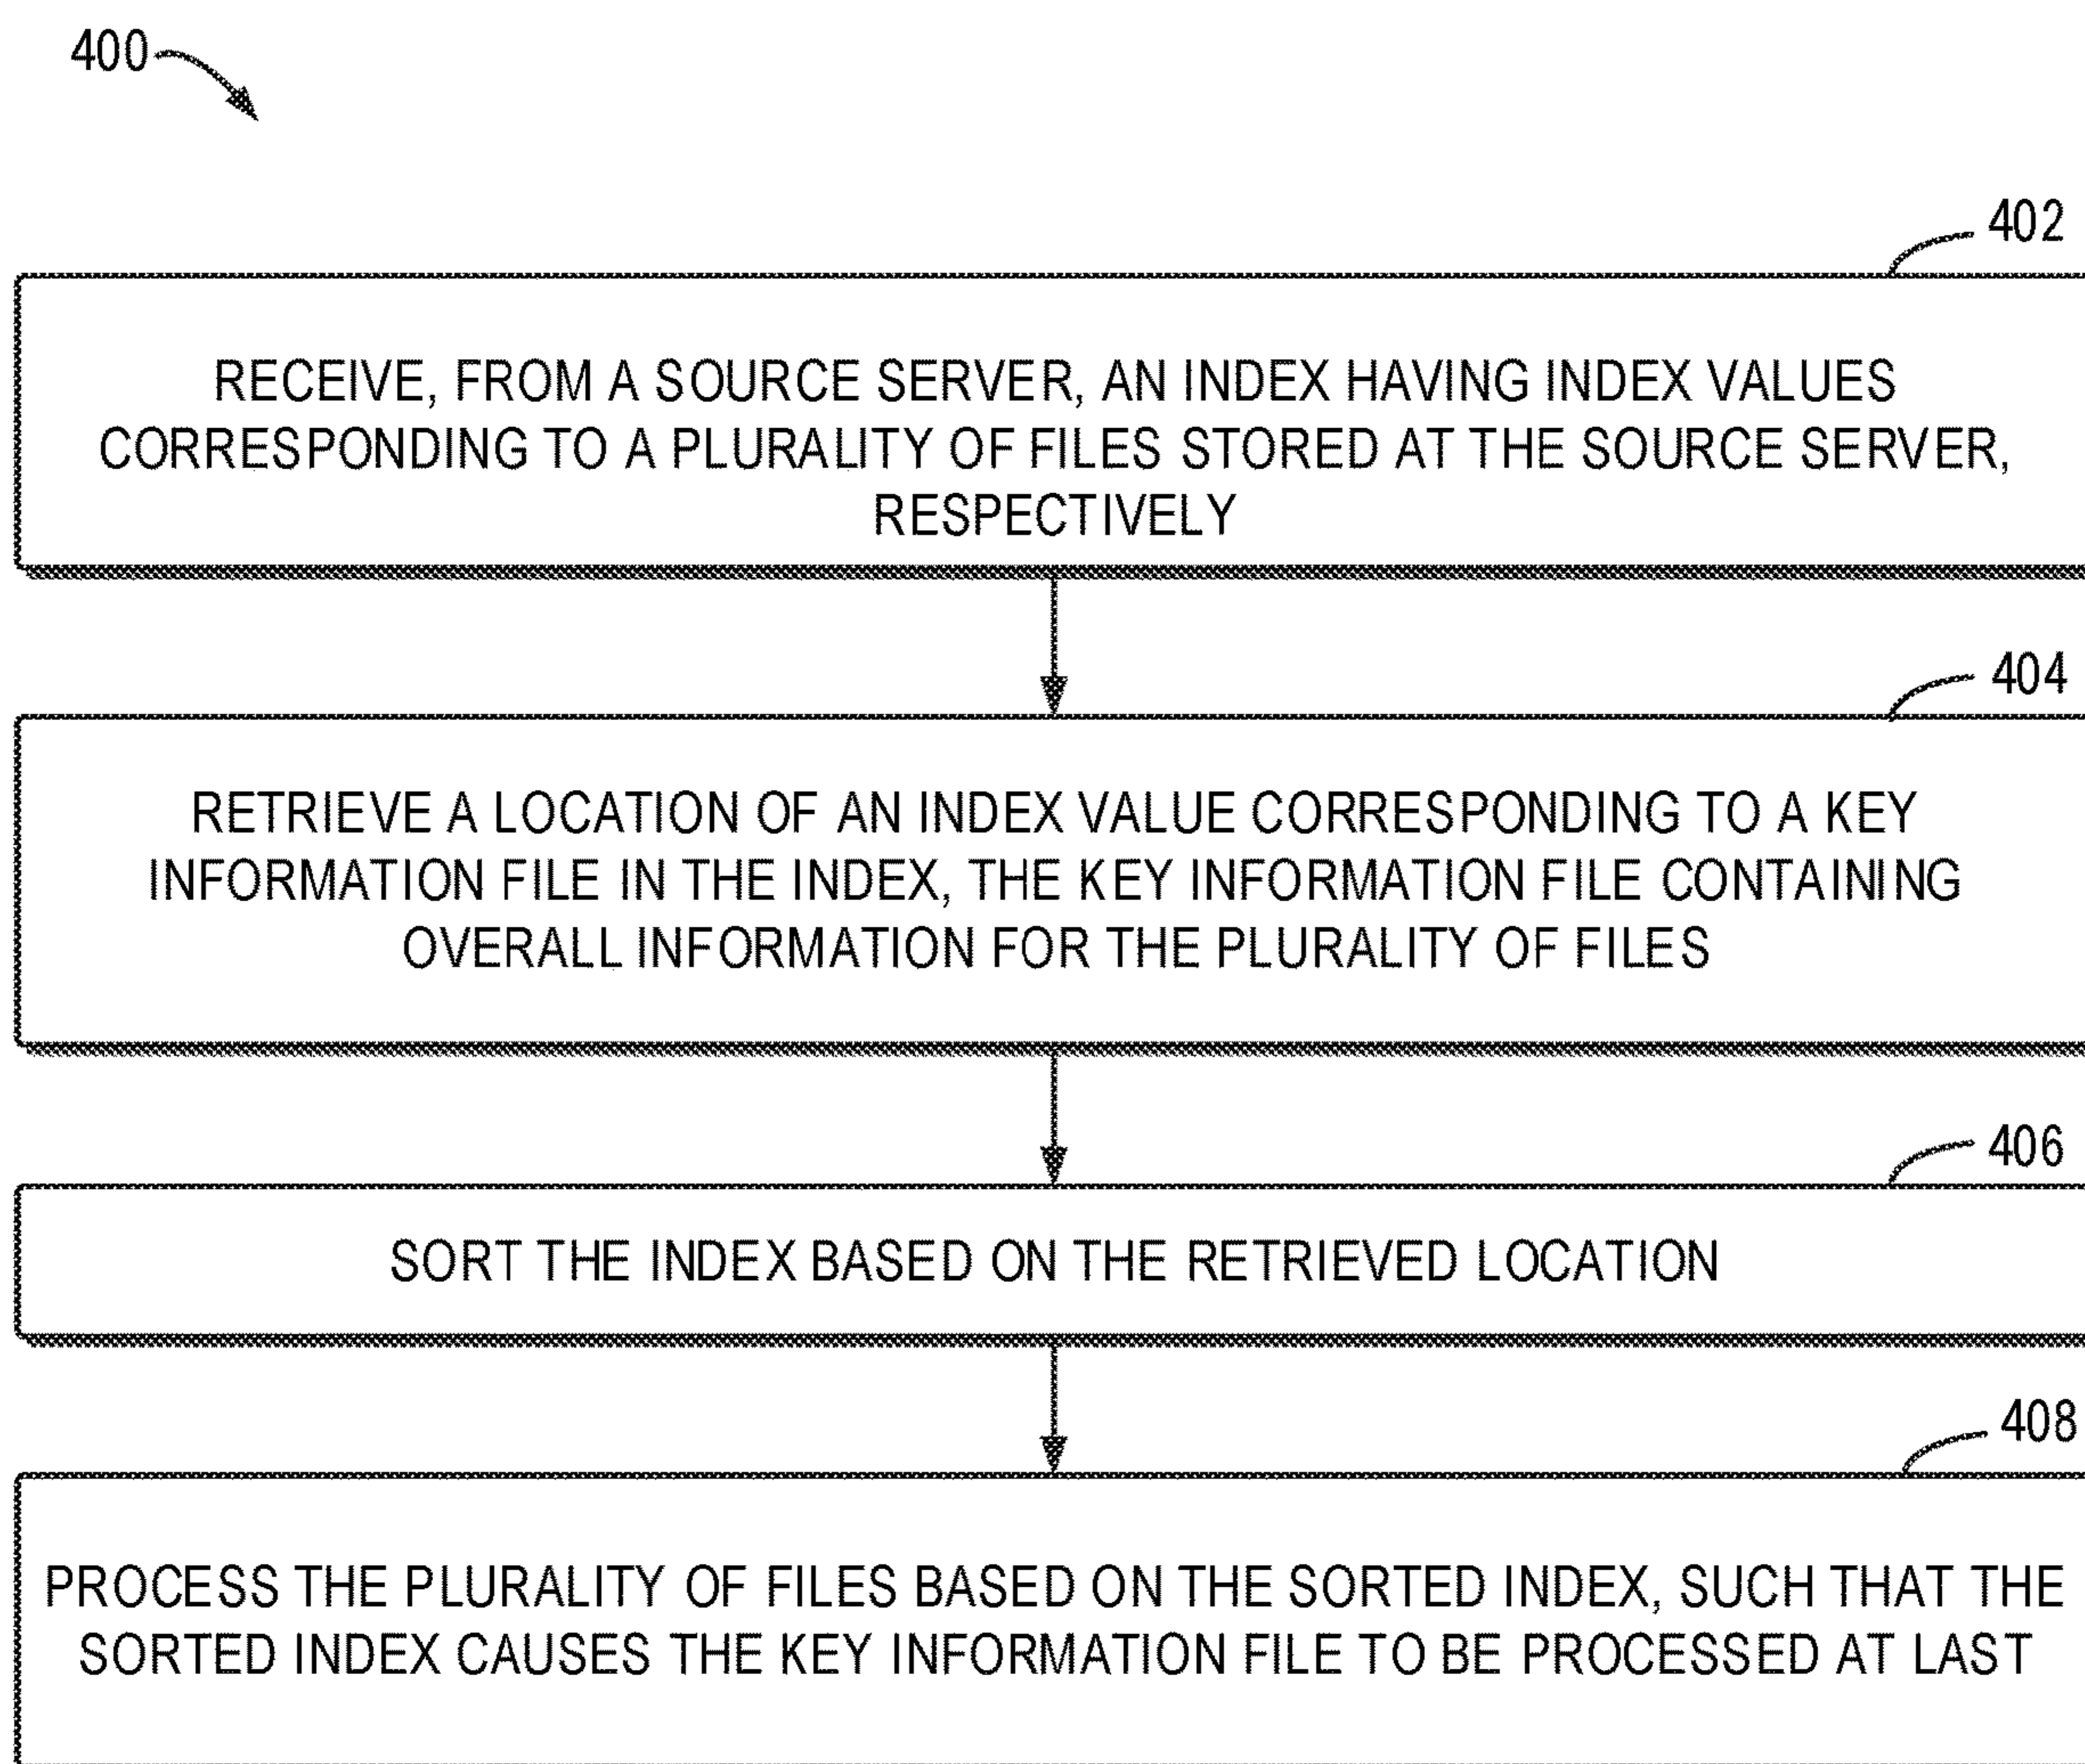 400
402
RECEIVE, FROM A SOURCE SERVER, AN INDEX HAVING INDEX VALUES
CORRESPONDING TO A PLURALITY OF FILES STORED AT THE SOURCE SERVER,
RESPECTIVELY
404
RETRIEVE A LOCATION OF AN INDEX VALUE CORRESPONDING TO A KEY
INFORMATION FILE IN THE INDEX, THE KEY INFORMATION FILE CONTAINING
OVERALL INFORMATION FOR THE PLURALITY OF FILES
406
SORT THE INDEX BASED ON THE RETRIEVED LOCATION
408
PROCESS THE PLURALITY OF FILES BASED ON THE SORTED INDEX, SUCH THAT THE
SORTED INDEX CAUSES THE KEY INFORMATION FILE TO BE PROCESSED AT LAST